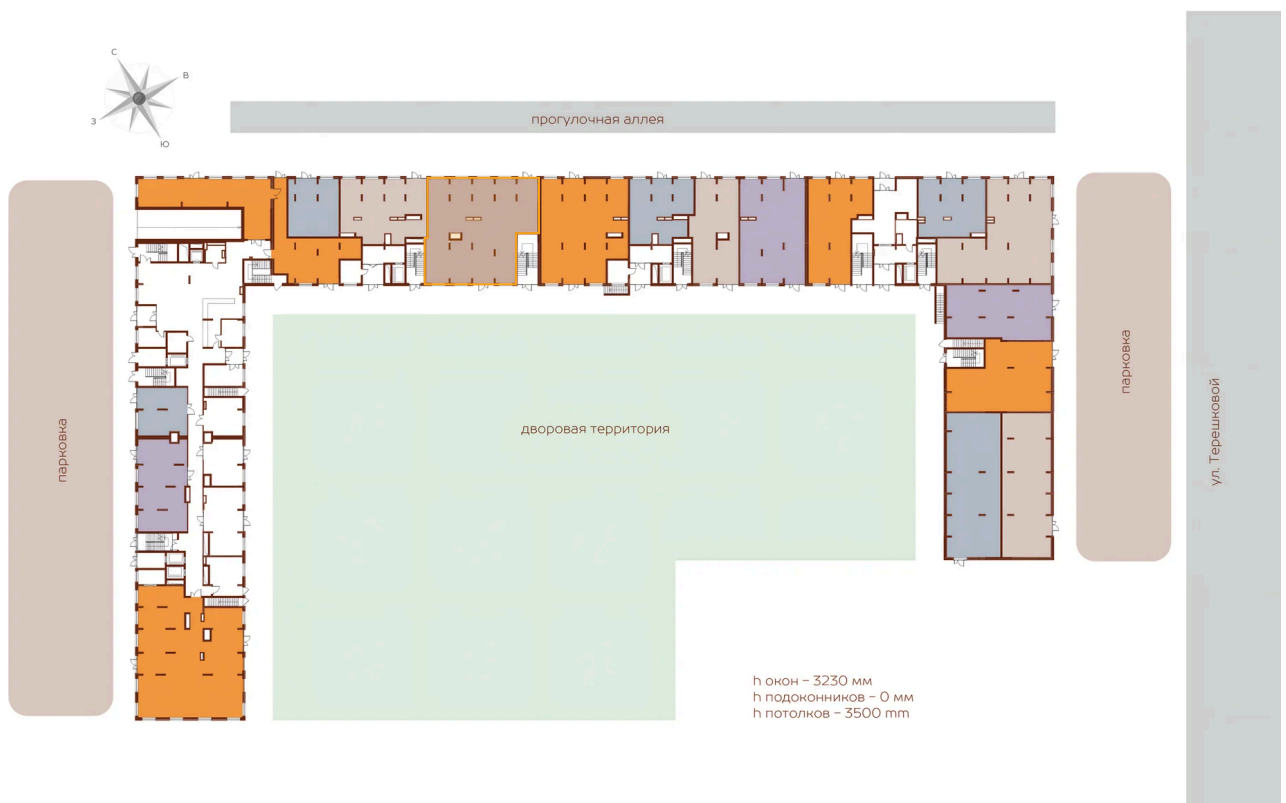 С
В
З
Ю
прогулочная аллея
парковка
дворовая территория
парковка
ул. Терешковой
h окон – 3230 мм
h подоконников – 0 мм
h потолков – 3500 mm